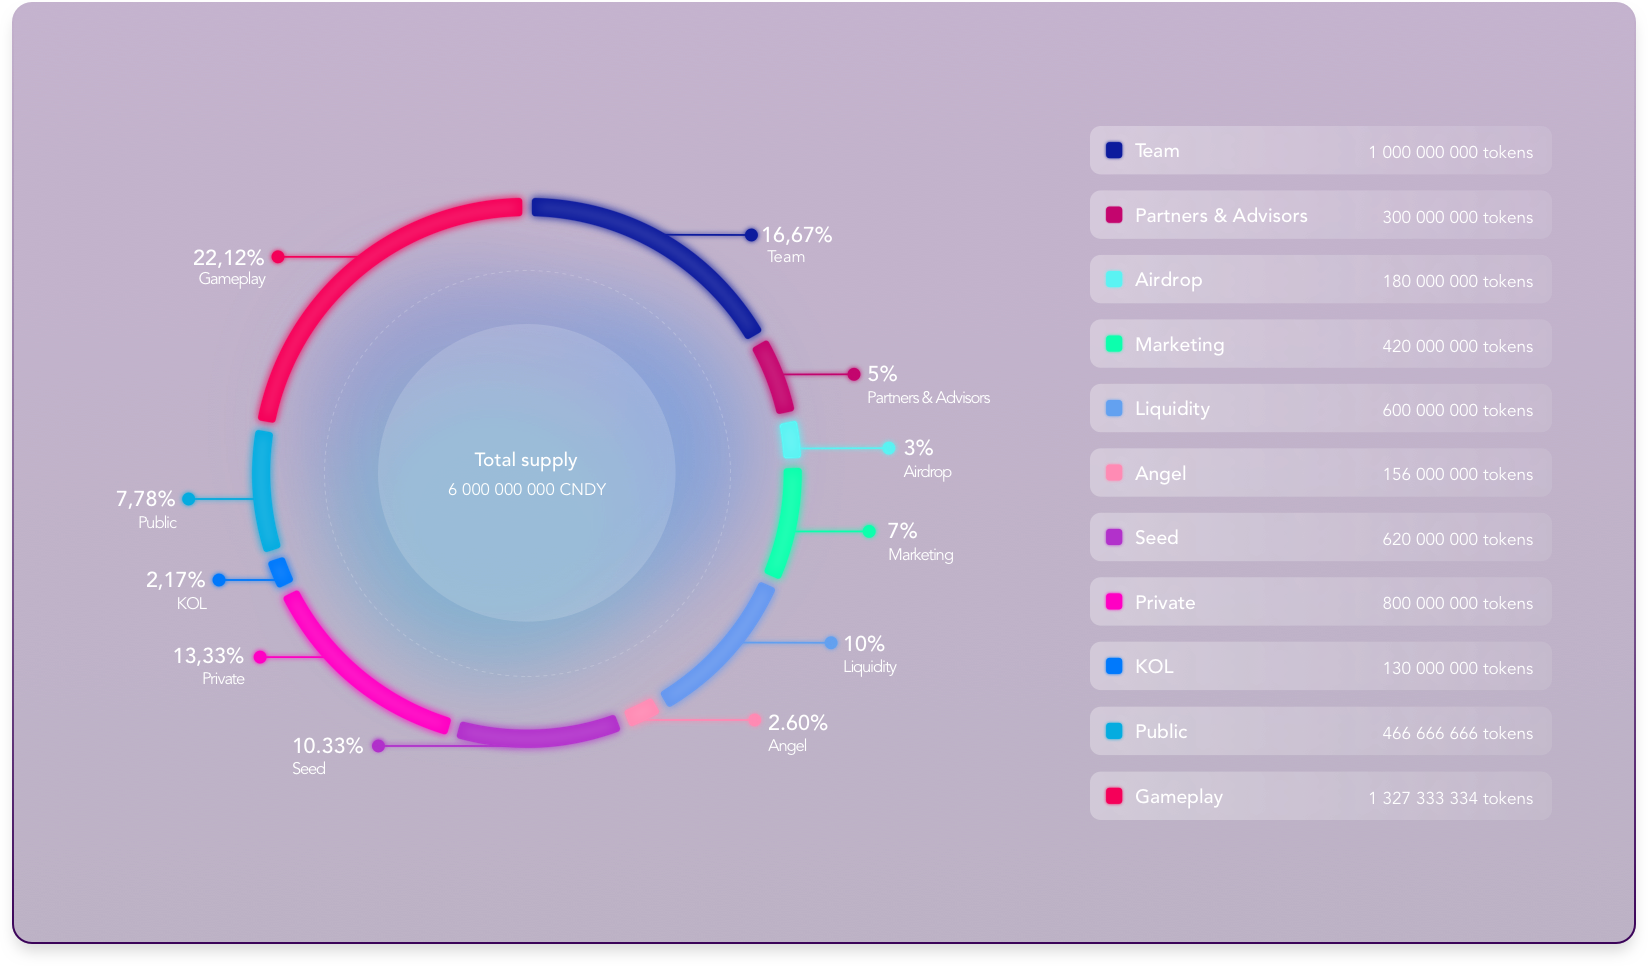 16,67%
Team
22,12%
Gameplay
5%
Partners & Advisors
3%
Airdrop
Total supply
6 000 000 000 CNDY
7,78%
Public
7%
Marketing
2,17%
KOL
13,33%
Private
10%
Liquidity
2.60%
Angel
10.33%
Seed
Team 1 000 000 000 tokens
Partners & Advisors 300 000 000 tokens
Airdrop 180 000 000 tokens
Marketing 420 000 000 tokens
Liquidity 600 000 000 tokens
Angel 156 000 000 tokens
Seed 620 000 000 tokens
Private 800 000 000 tokens
KOL 130 000 000 tokens
Public 466 666 666 tokens
Gameplay 1 327 333 334 tokens